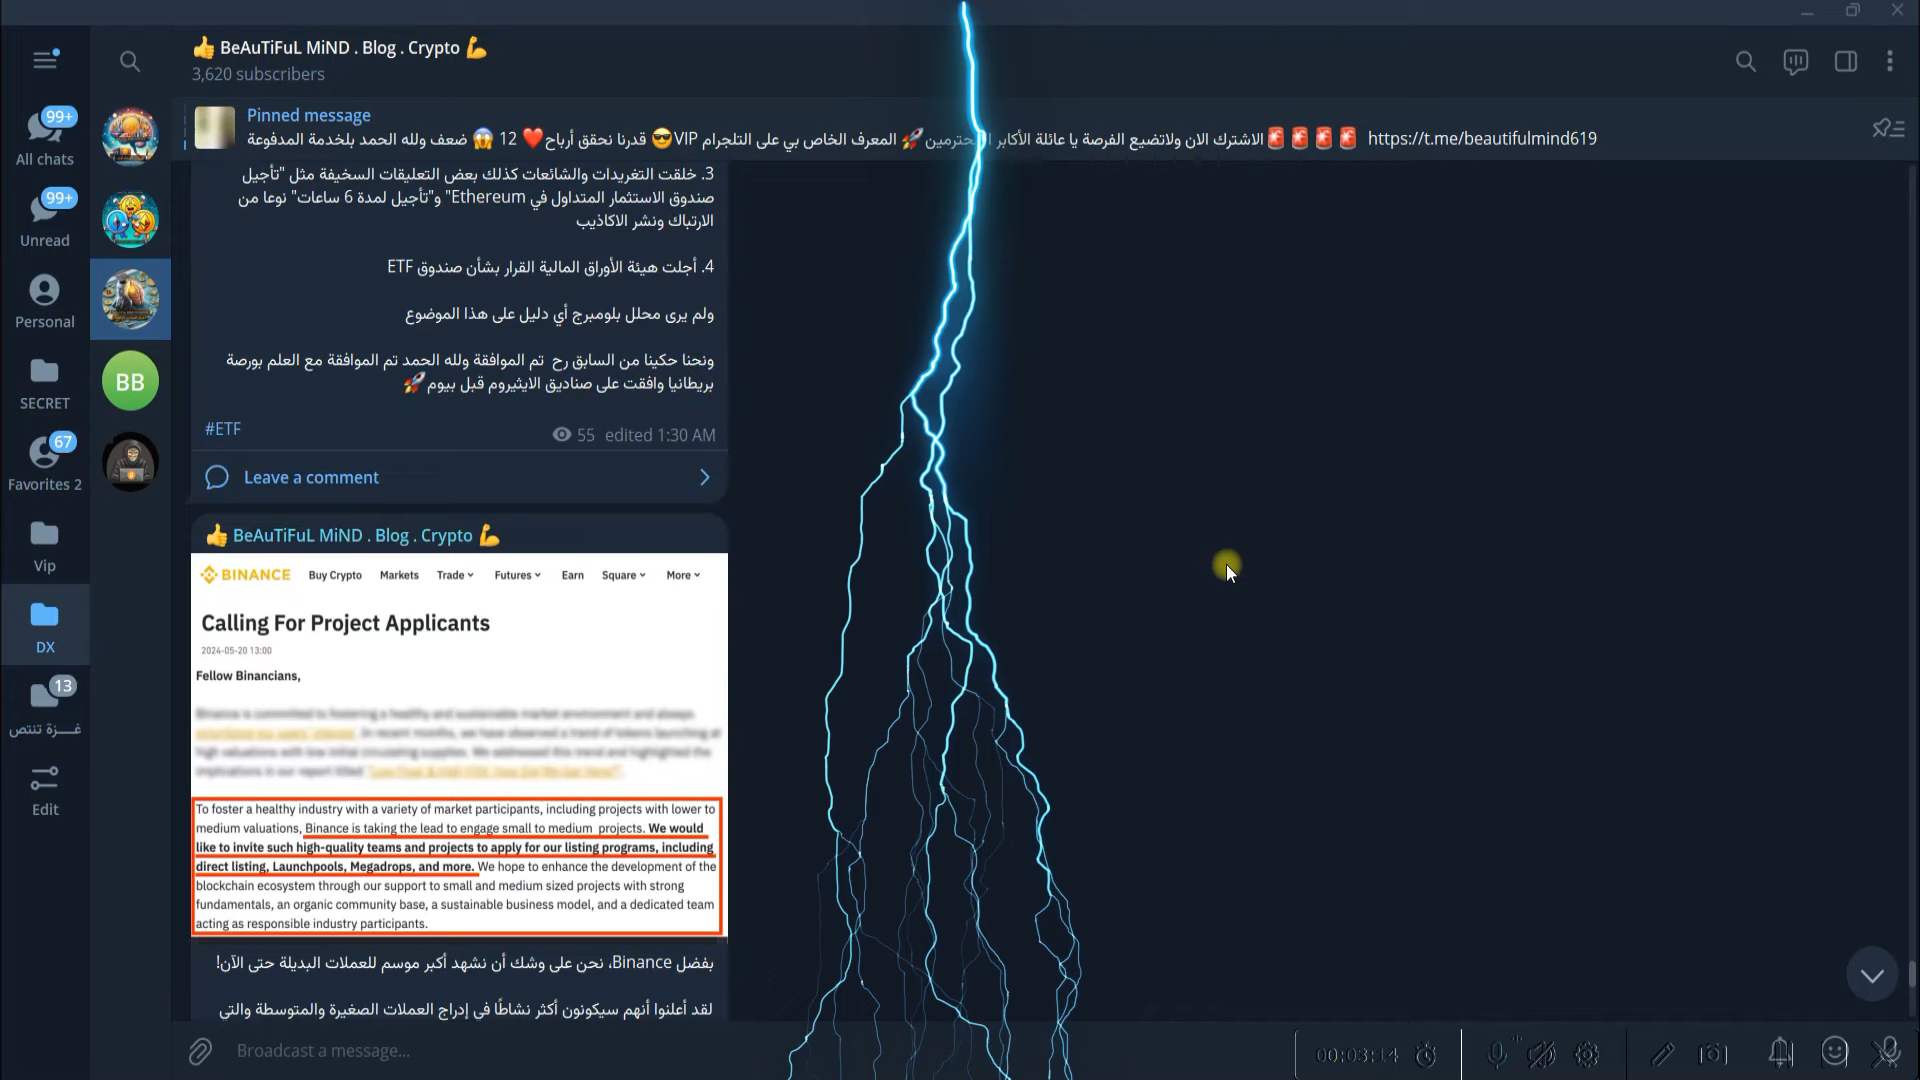 👍 BeAuTiFuL MiND . Blog . Crypto 💪
3,620 subscribers
Pinned message
🚨🚨🚨🚨 الاشترك الان ولاتضيع الفرصة يا عائلة الأكابر 🚀 المعرف الخاص بي على التلجرام VIP😎 قدرنا نحقق أرباح❤️ 12 😱 ضعف ولله الحمد بلخدمة المدفوعة
https://t.me/beautifulmind619
99+
All chats
99+
Unread
Personal
SECRET
67
Favorites 2
Vip
DX
13
غـــزة تنتص
Edit
BB
3. خلقت التغريدات والشائعات كذلك بعض التعليقات السخيفة مثل "تأجيل
صندوق الاستثمار المتداول في Ethereum" و"تأجيل لمدة 6 ساعات" نوعا من
الارتباك ونشر الاكاذيب
4. أجلت هيئة الأوراق المالية القرار بشأن صندوق ETF
ولم يرى محلل بلومبرج أي دليل على هذا الموضوع
ونحنا حكينا من السابق رح تم الموافقة ولله الحمد تم الموافقة مع العلم بورصة
بريطانيا وافقت على صناديق الايثيروم قبل بيوم 🚀
#ETF
55 edited 1:30 AM
Leave a comment
👍 BeAuTiFuL MiND . Blog . Crypto 💪
BINANCE Buy Crypto Markets Trade Futures Earn Square More
Calling For Project Applicants
2024-05-20 13:00
Fellow Binancians,
To foster a healthy industry with a variety of market participants, including projects with lower to
medium valuations, Binance is taking the lead to engage small to medium projects. We would
like to invite such high-quality teams and projects to apply for our listing programs, including
direct listing, Launchpools, Megadrops, and more. We hope to enhance the development of the
blockchain ecosystem through our support to small and medium sized projects with strong
fundamentals, an organic community base, a sustainable business model, and a dedicated team
acting as responsible industry participants.
بفضل Binance، نحن على وشك أن نشهد أكبر موسم للعملات البديلة حتى الآن!
لقد أعلنوا أنهم سيكونون أكثر نشاطًا في إدراج العملات الصغيرة والمتوسطة والتي
Broadcast a message...
00:03:14